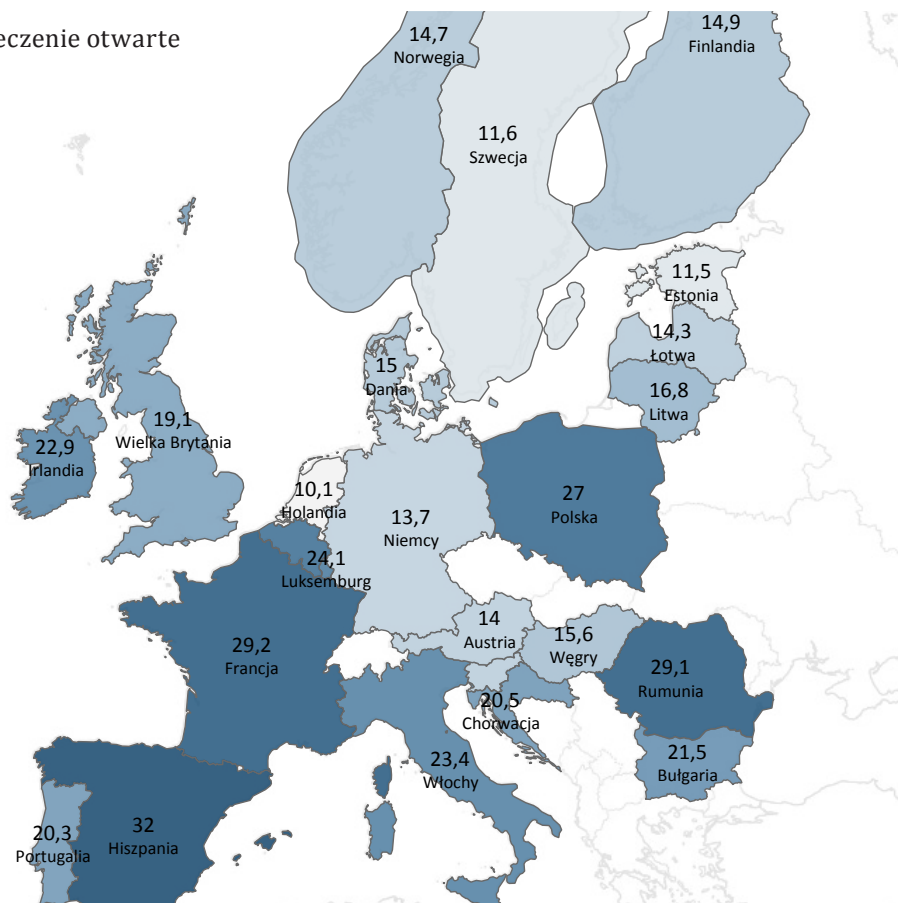 eczenie otwarte
14,7
Norwegia
14,9
Finlandia
11,6
Szwecja
11,5
Estonia
14,3
Łotwa
15
Dania
16,8
Litwa
19,1
Wielka Brytania
22,9
Irlandia
10,1
Holandia
27
Polska
13,7
Niemcy
24,1
Luksemburg
14
Austria
15,6
Węgry
29,2
Francja
29,1
Rumunia
20,5
Chorwacja
23,4
Włochy
21,5
Bułgaria
20,3
Portugalia
32
Hiszpania